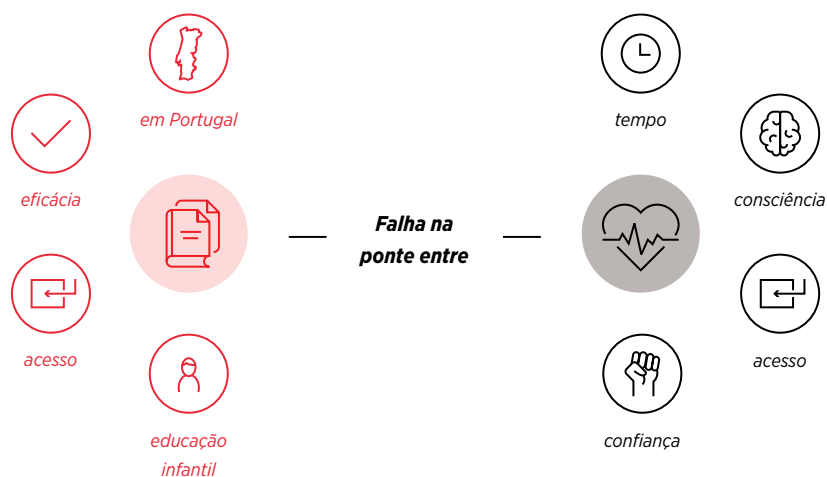 em Portugal
eficácia
acesso
educação
infantil
Falha na
ponte entre
tempo
consciência
acesso
confiança